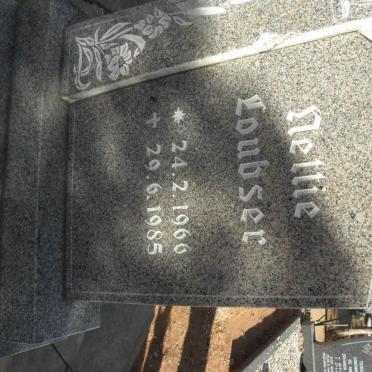 Nellie
Loubser
* 24.2.1966
+ 29.6.1985